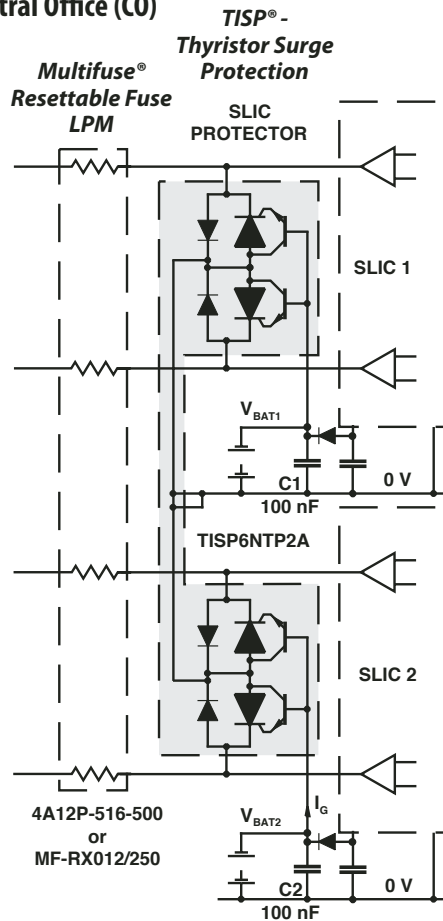 tral Office (CO)
TISP® -
Thyristor Surge
Protection
Multifuse®
Resettable Fuse
LPM
SLIC
PROTECTOR
SLIC 1
VBAT1
C1
0 V
100 nF
TISP6NTP2A
SLIC 2
4A12P-516-500
or
MF-RX012/250
IG
VBAT2
C2
0 V
100 nF